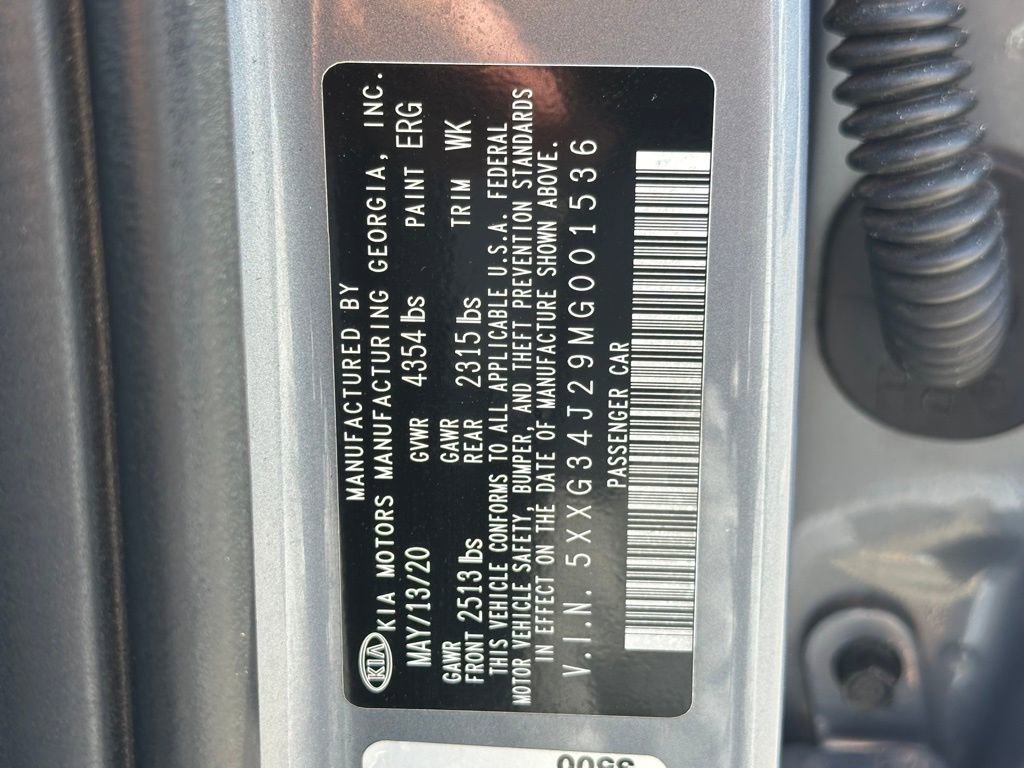 MANUFACTURED BY
KIA KIA MOTORS MANUFACTURING GEORGIA, INC.
MAY/13/20 GVWR 4354 lbs PAINT ERG
GAWR FRONT 2513 lbs GAWR REAR 2315 lbs TRIM WK
THIS VEHICLE CONFORMS TO ALL APPLICABLE U.S.A. FEDERAL
MOTOR VEHICLE SAFETY, BUMPER, AND THEFT PREVENTION STANDARDS
IN EFFECT ON THE DATE OF MANUFACTURE SHOWN ABOVE.
V.I.N. 5XXG34J29MG001536
PASSENGER CAR